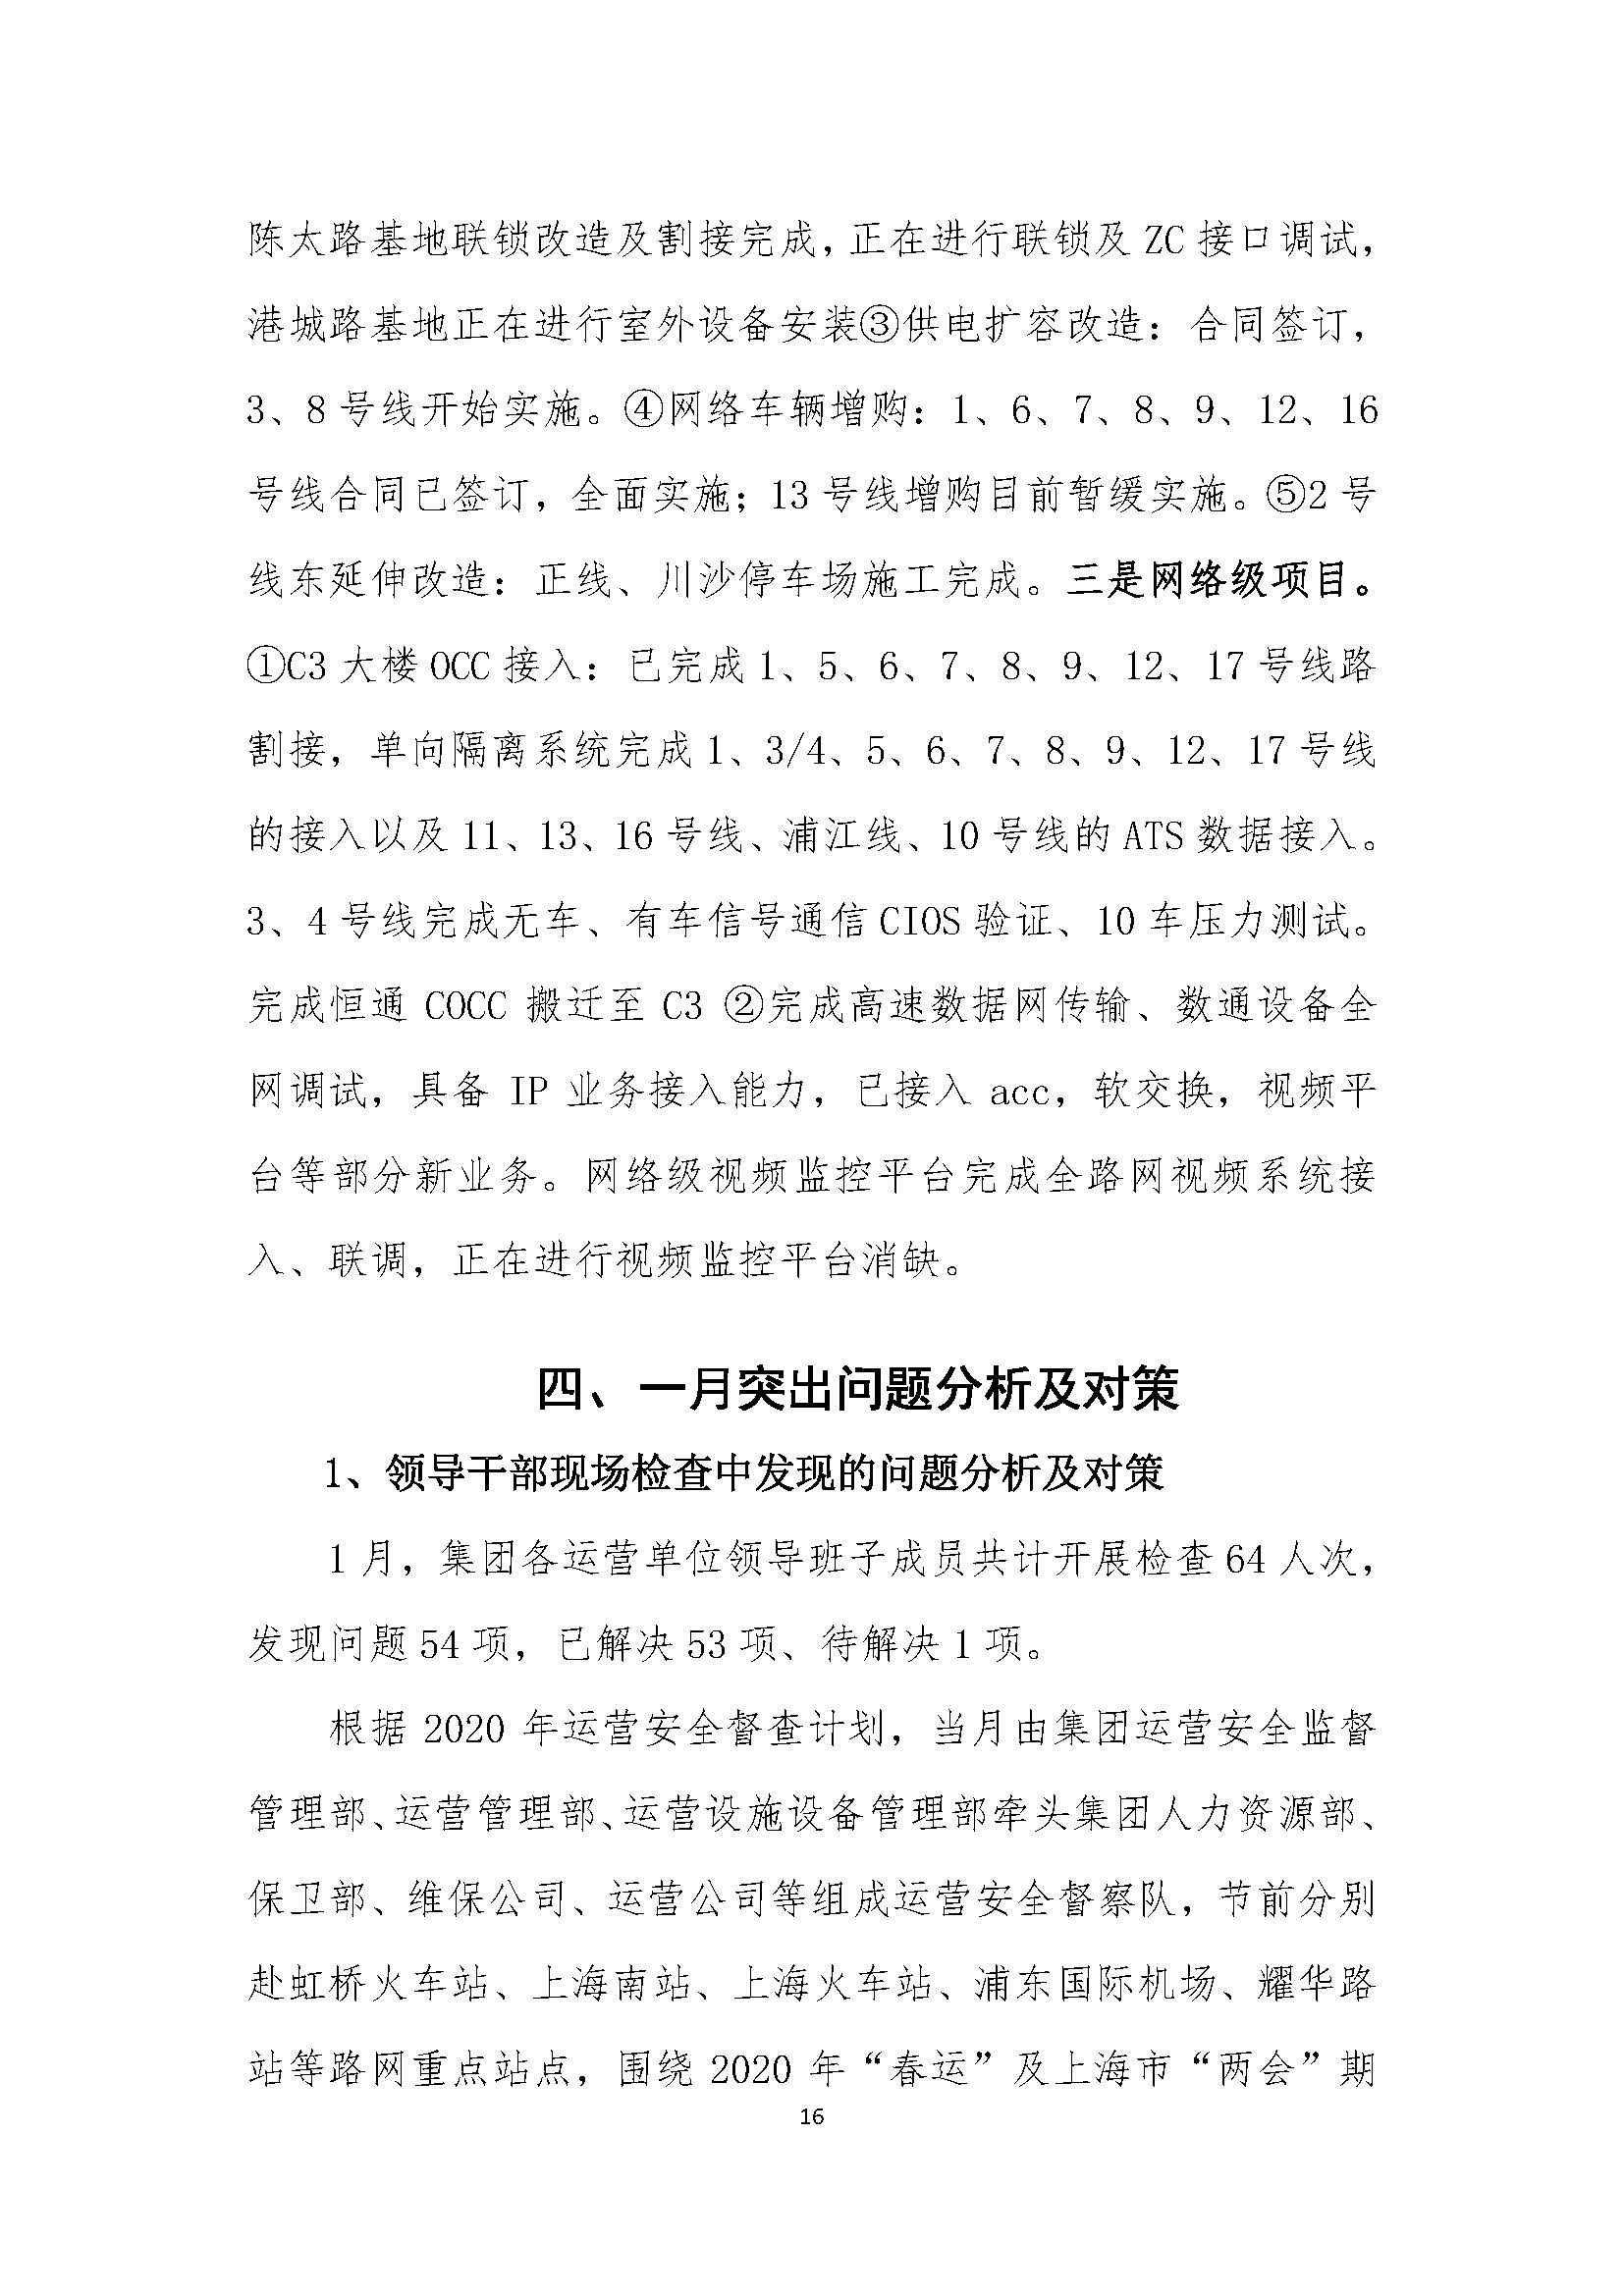 陈太路基地联锁改造及割接完成，正在进行联锁及 ZC 接口调试，
港城路基地正在进行室外设备安装③供电扩容改造：合同签订，
3、8 号线开始实施。④网络车辆增购：1、6、7、8、9、12、16
号线合同已签订，全面实施；13 号线增购目前暂缓实施。⑤2 号
线东延伸改造：正线、川沙停车场施工完成。三是网络级项目。
①C3 大楼 OCC 接入：已完成 1、5、6、7、8、9、12、17 号线路
割接，单向隔离系统完成 1、3/4、5、6、7、8、9、12、17 号线
的接入以及 11、13、16 号线、浦江线、10 号线的 ATS 数据接入。
3、4 号线完成无车、有车信号通信 CIOS 验证、10 车压力测试。
完成恒通 COCC 搬迁至 C3 ②完成高速数据网传输、数通设备全
网调试，具备 IP 业务接入能力，已接入 acc，软交换，视频平
台等部分新业务。网络级视频监控平台完成全路网视频系统接
入、联调，正在进行视频监控平台消缺。
四、一月突出问题分析及对策
1、领导干部现场检查中发现的问题分析及对策
1 月，集团各运营单位领导班子成员共计开展检查 64 人次，
发现问题 54 项，已解决 53 项、待解决 1 项。
根据 2020 年运营安全督查计划，当月由集团运营安全监督
管理部、运营管理部、运营设施设备管理部牵头集团人力资源部、
保卫部、维保公司、运营公司等组成运营安全督察队，节前分别
赴虹桥火车站、上海南站、上海火车站、浦东国际机场、耀华路
站等路网重点站点，围绕 2020 年“春运”及上海市“两会”期
16